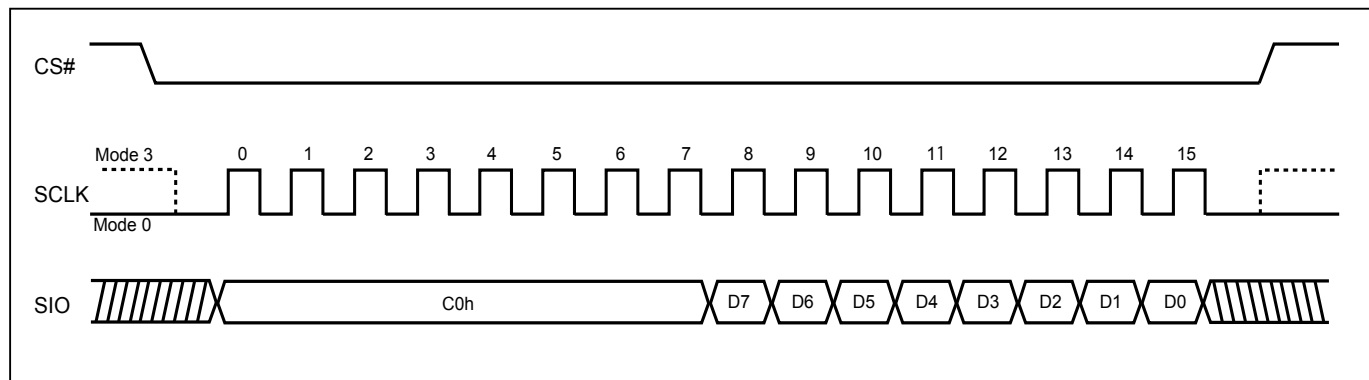 CS#
Mode 3 0 1 2 3 4 5 6 7 8 9 10 11 12 13 14 15
SCLK
Mode 0
SIO C0h D7 D6 D5 D4 D3 D2 D1 D0